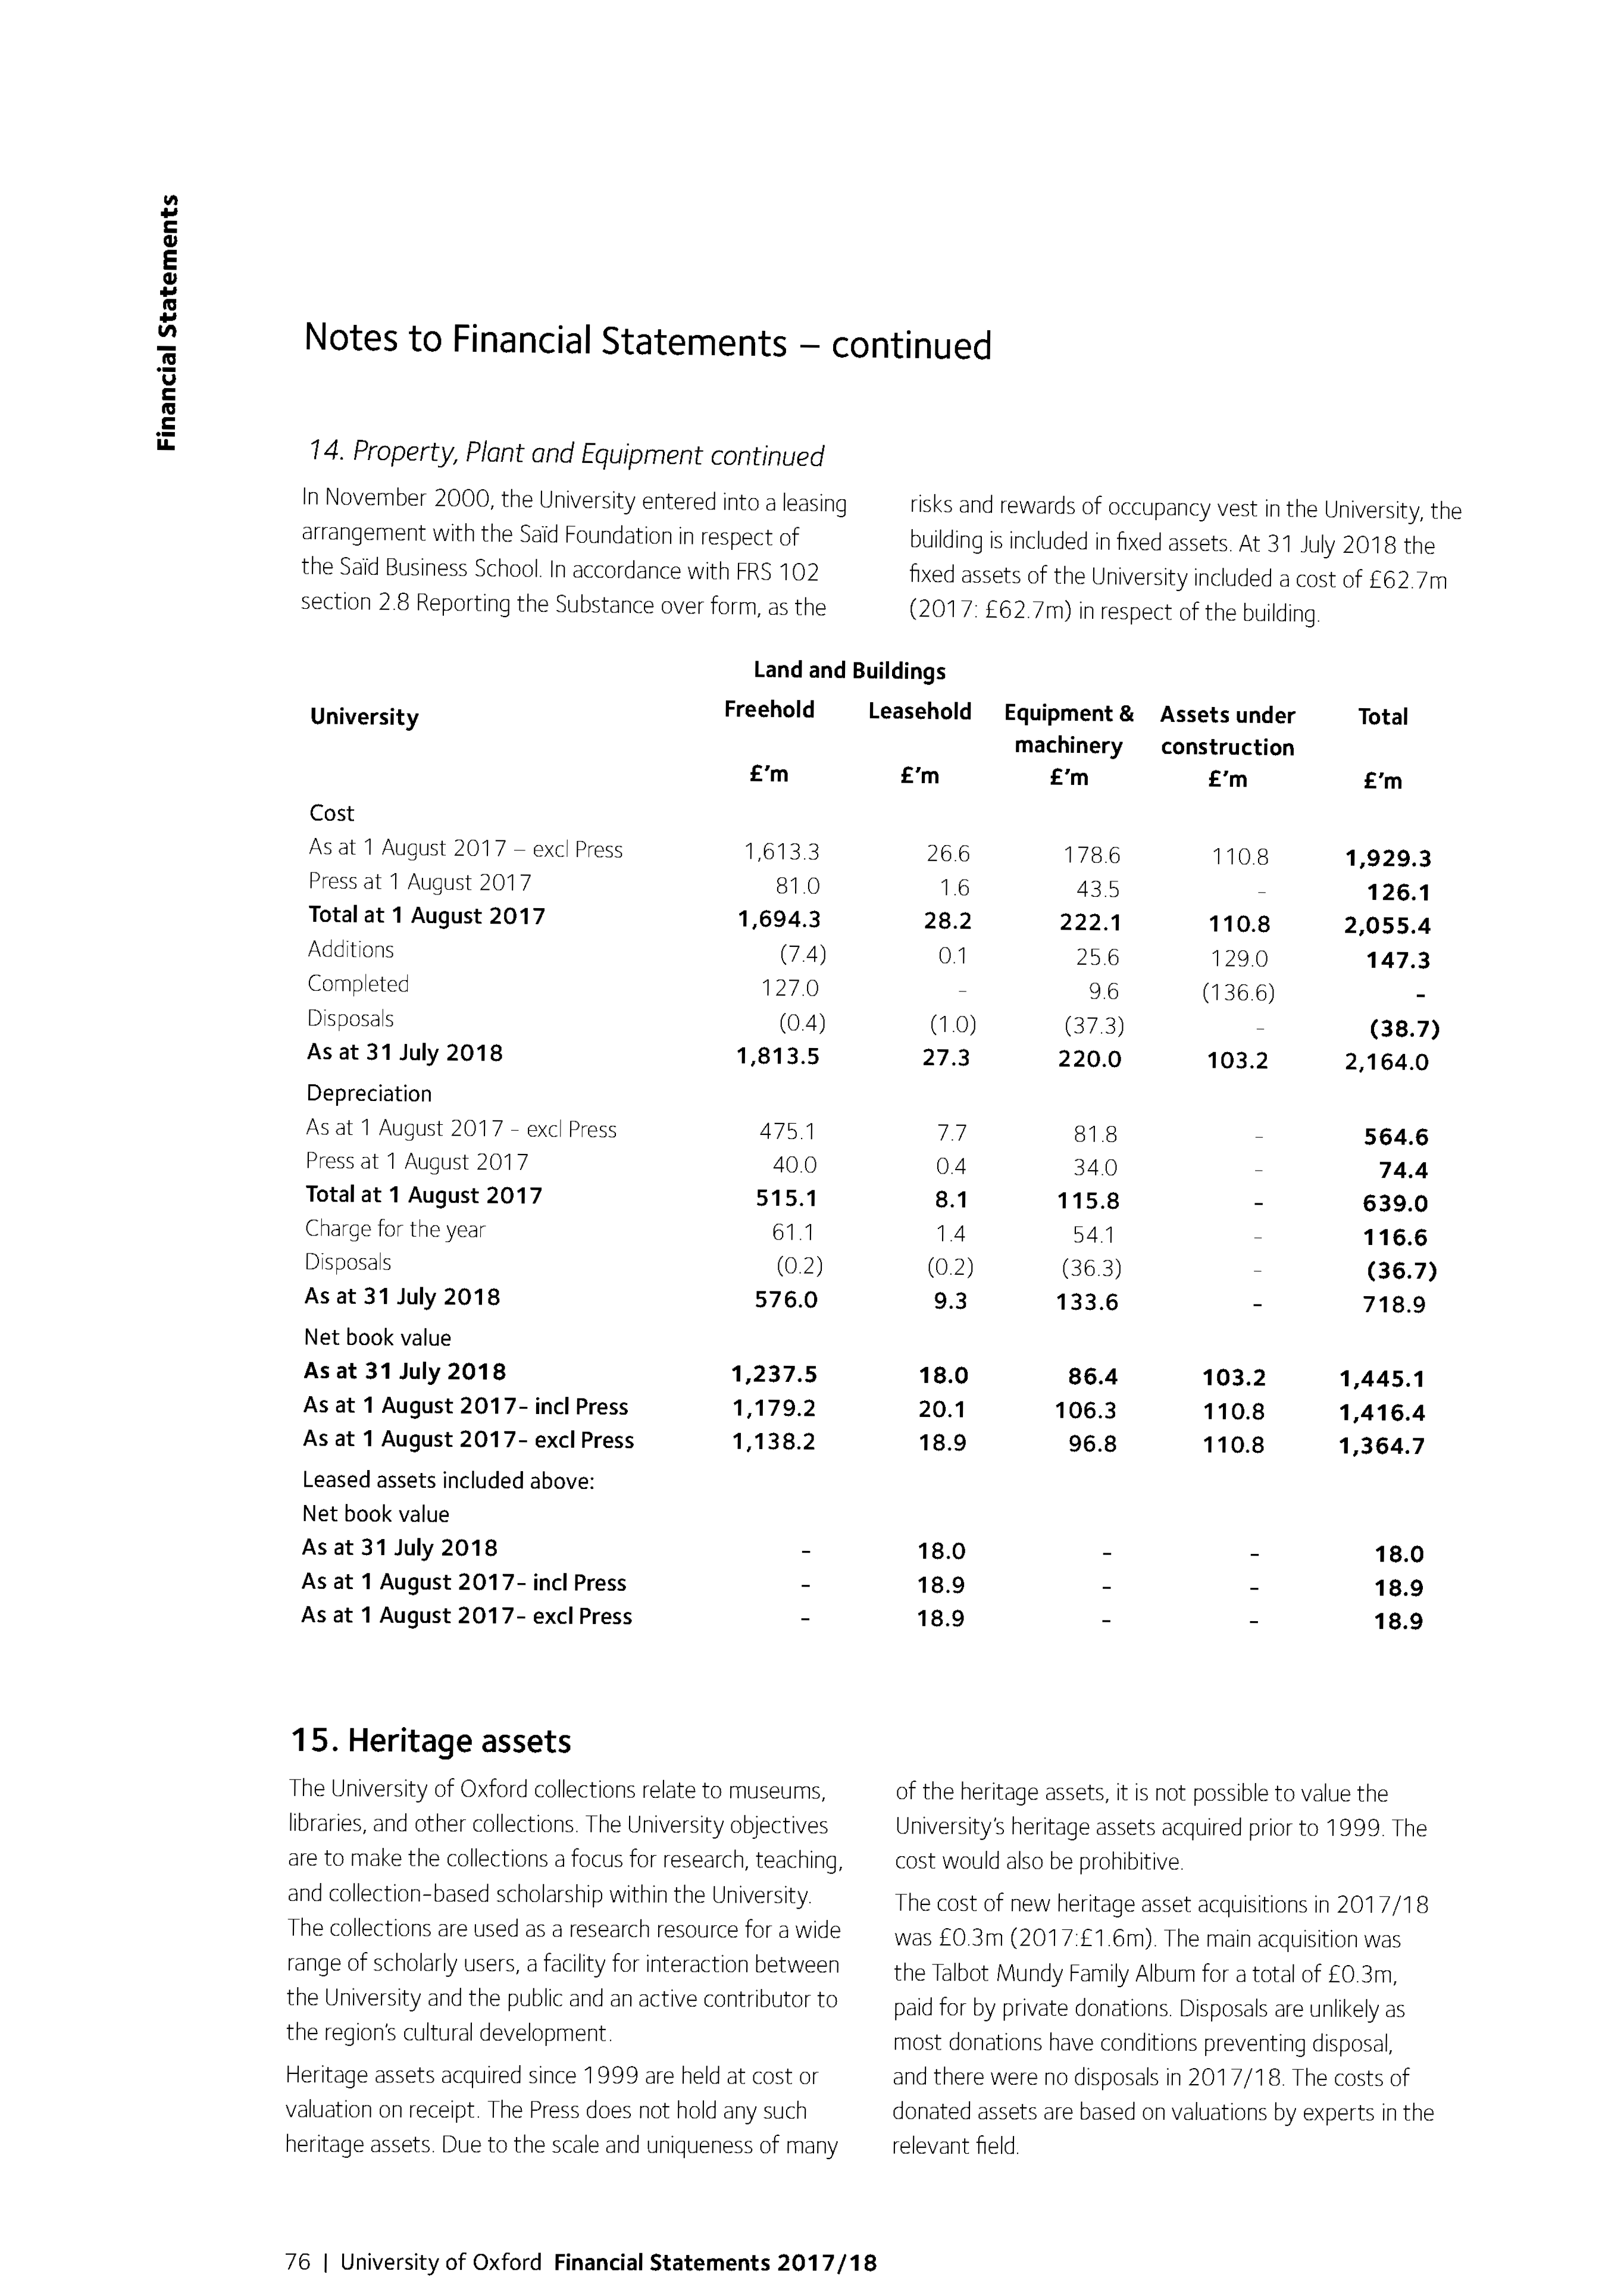 Financial Statements
Notes to Financial Statements – continued
14. Property, Plant and Equipment continued
In November 2000, the University entered into a leasing
arrangement with the Saïd Foundation in respect of
the Saïd Business School. In accordance with FRS 102
section 2.8 Reporting the Substance over form, as the
risks and rewards of occupancy vest in the University, the
building is included in fixed assets. At 31 July 2018 the
fixed assets of the University included a cost of £62.7m
(2017: £62.7m) in respect of the building.
Land and Buildings
University Freehold Leasehold Equipment & Assets under Total
machinery construction
£'m £'m £'m £'m £'m
Cost
As at 1 August 2017 – excl Press 1,613.3 26.6 178.6 110.8 1,929.3
Press at 1 August 2017 81.0 1.6 43.5 - 126.1
Total at 1 August 2017 1,694.3 28.2 222.1 110.8 2,055.4
Additions (7.4) 0.1 25.6 129.0 147.3
Completed 127.0 - 9.6 (136.6) -
Disposals (0.4) (1.0) (37.3) - (38.7)
As at 31 July 2018 1,813.5 27.3 220.0 103.2 2,164.0
Depreciation
As at 1 August 2017 - excl Press 475.1 7.7 81.8 - 564.6
Press at 1 August 2017 40.0 0.4 34.0 - 74.4
Total at 1 August 2017 515.1 8.1 115.8 - 639.0
Charge for the year 61.1 1.4 54.1 - 116.6
Disposals (0.2) (0.2) (36.3) - (36.7)
As at 31 July 2018 576.0 9.3 133.6 - 718.9
Net book value
As at 31 July 2018 1,237.5 18.0 86.4 103.2 1,445.1
As at 1 August 2017- incl Press 1,179.2 20.1 106.3 110.8 1,416.4
As at 1 August 2017- excl Press 1,138.2 18.9 96.8 110.8 1,364.7
Leased assets included above:
Net book value
As at 31 July 2018 - 18.0 - - 18.0
As at 1 August 2017- incl Press - 18.9 - - 18.9
As at 1 August 2017- excl Press - 18.9 - - 18.9
15. Heritage assets
The University of Oxford collections relate to museums,
libraries, and other collections. The University objectives
are to make the collections a focus for research, teaching,
and collection-based scholarship within the University.
The collections are used as a research resource for a wide
range of scholarly users, a facility for interaction between
the University and the public and an active contributor to
the region's cultural development.
Heritage assets acquired since 1999 are held at cost or
valuation on receipt. The Press does not hold any such
heritage assets. Due to the scale and uniqueness of many
of the heritage assets, it is not possible to value the
University's heritage assets acquired prior to 1999. The
cost would also be prohibitive.
The cost of new heritage asset acquisitions in 2017/18
was £0.3m (2017:£1.6m). The main acquisition was
the Talbot Mundy Family Album for a total of £0.3m,
paid for by private donations. Disposals are unlikely as
most donations have conditions preventing disposal,
and there were no disposals in 2017/18. The costs of
donated assets are based on valuations by experts in the
relevant field.
76 | University of Oxford Financial Statements 2017/18